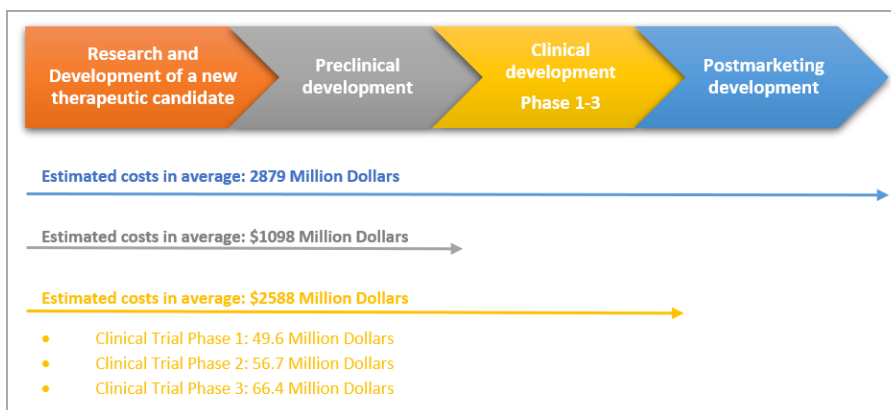 Research and
Development of a new
therapeutic candidate
Preclinical
development
Clinical
development
Phase 1-3
Postmarketing
development
Estimated costs in average: 2879 Million Dollars
Estimated costs in average: $1098 Million Dollars
Estimated costs in average: $2588 Million Dollars
• Clinical Trial Phase 1: 49.6 Million Dollars
• Clinical Trial Phase 2: 56.7 Million Dollars
• Clinical Trial Phase 3: 66.4 Million Dollars